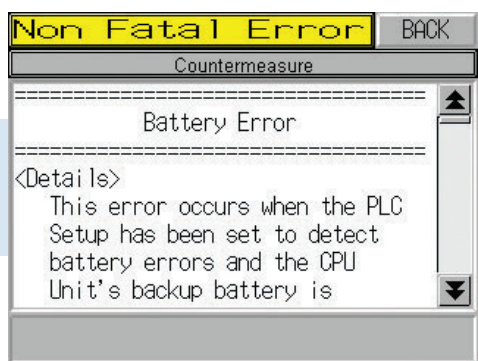 Non Fatal Error BACK
Countermeasure
===================================
Battery Error
===================================
<Details>
This error occurs when the PLC
Setup has been set to detect
battery errors and the CPU
Unit's backup battery is